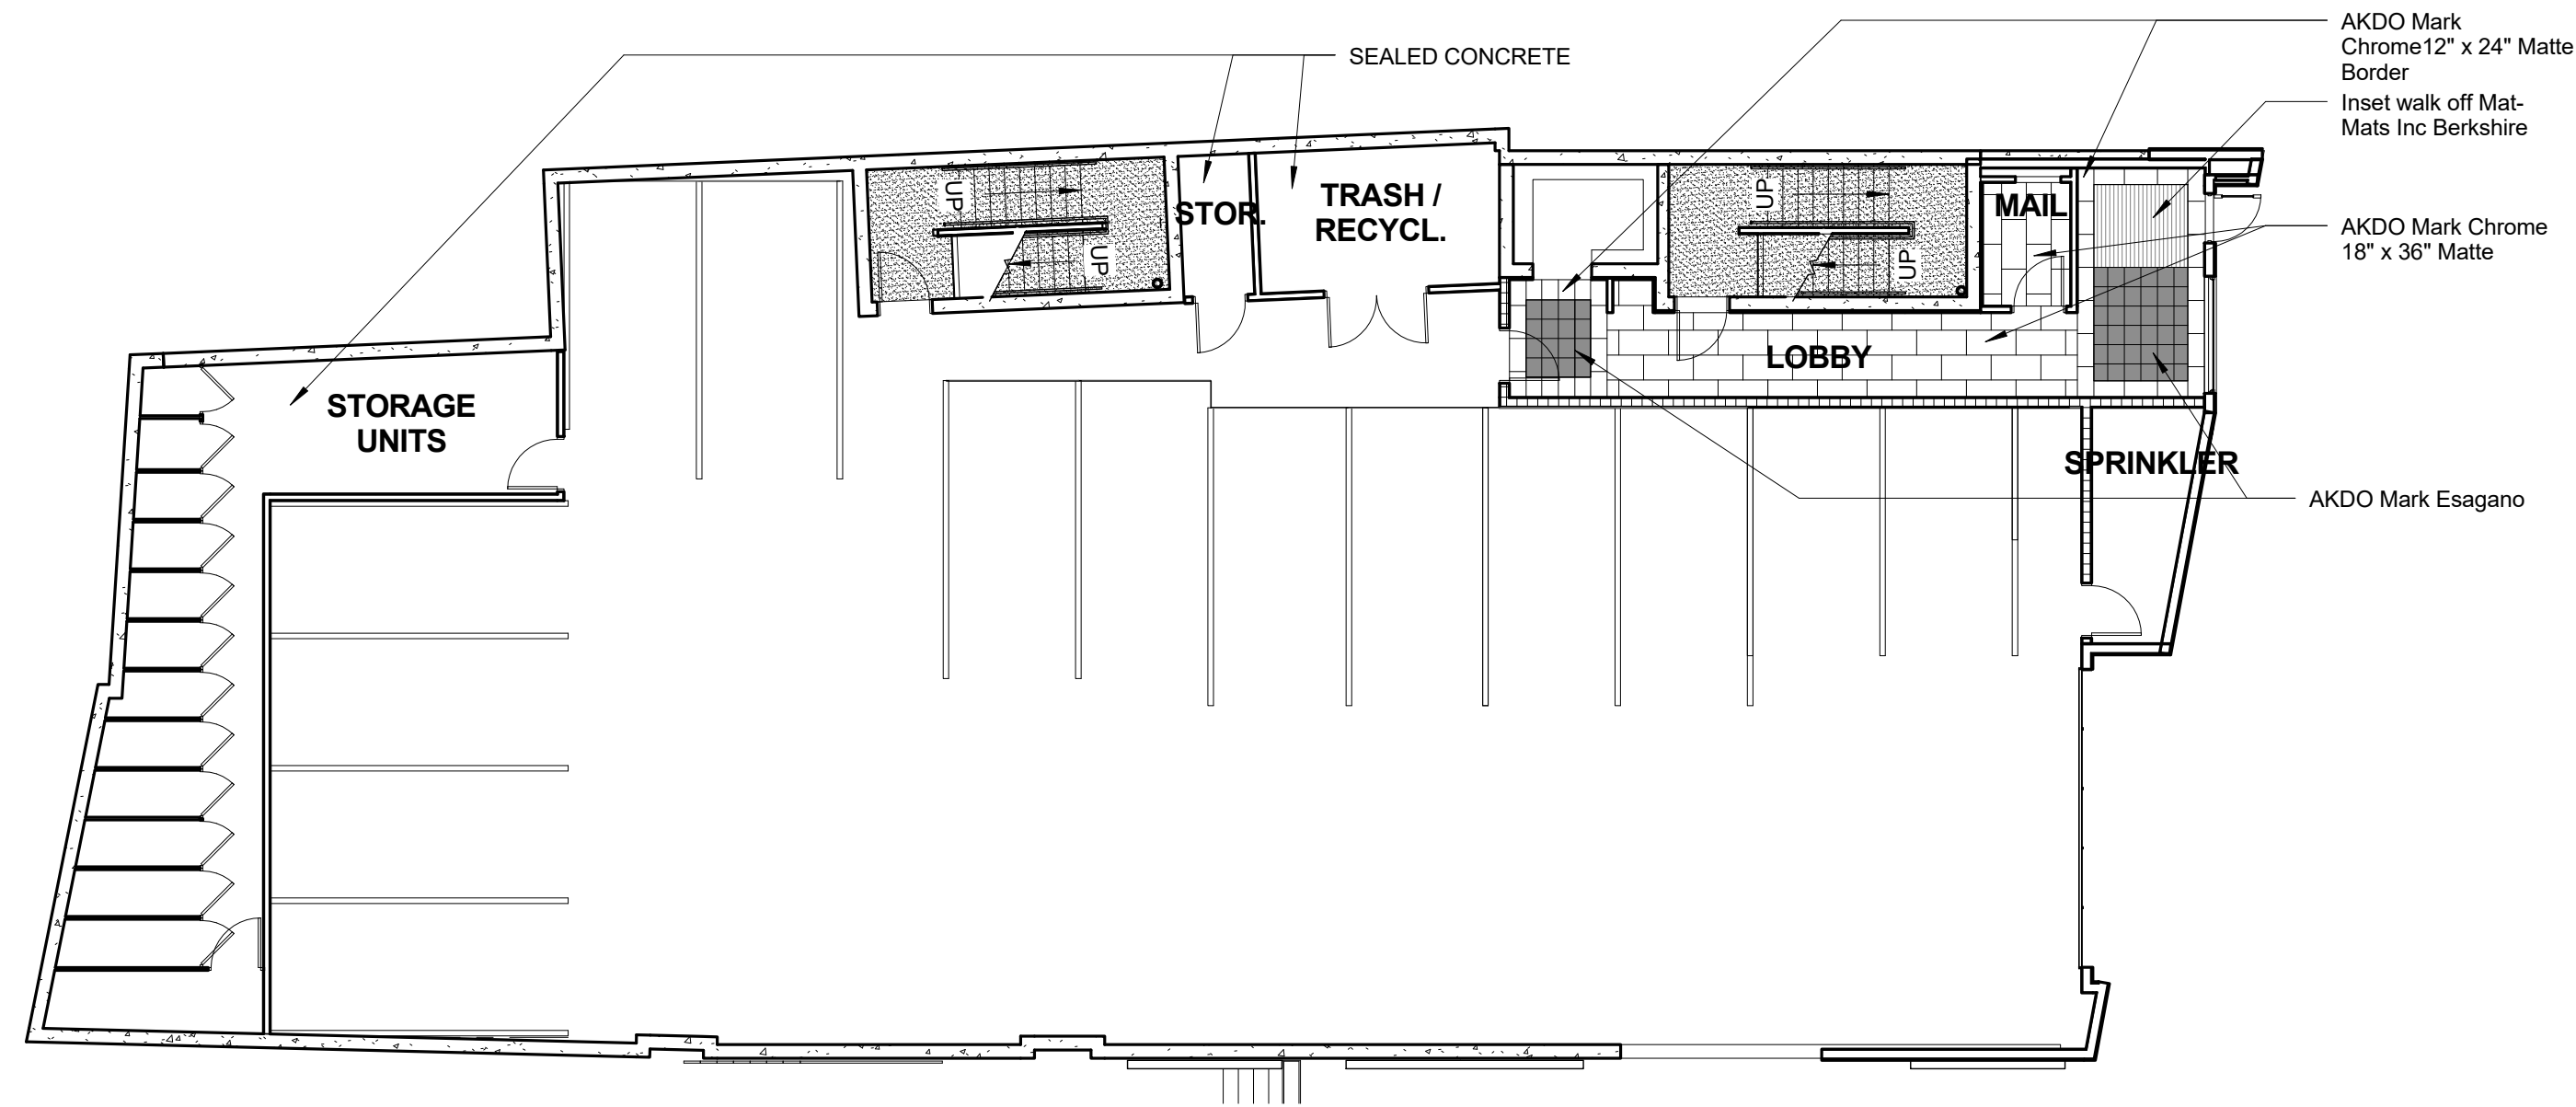 AKDO Mark
Chrome12" x 24" Matte
Border
SEALED CONCRETE
Inset walk off Mat-
Mats Inc Berkshire
UP
UP
STOR.
TRASH /
RECYCL.
UP
UP
MAIL
AKDO Mark Chrome
18" x 36" Matte
LOBBY
STORAGE
UNITS
SPRINKLER
AKDO Mark Esagano